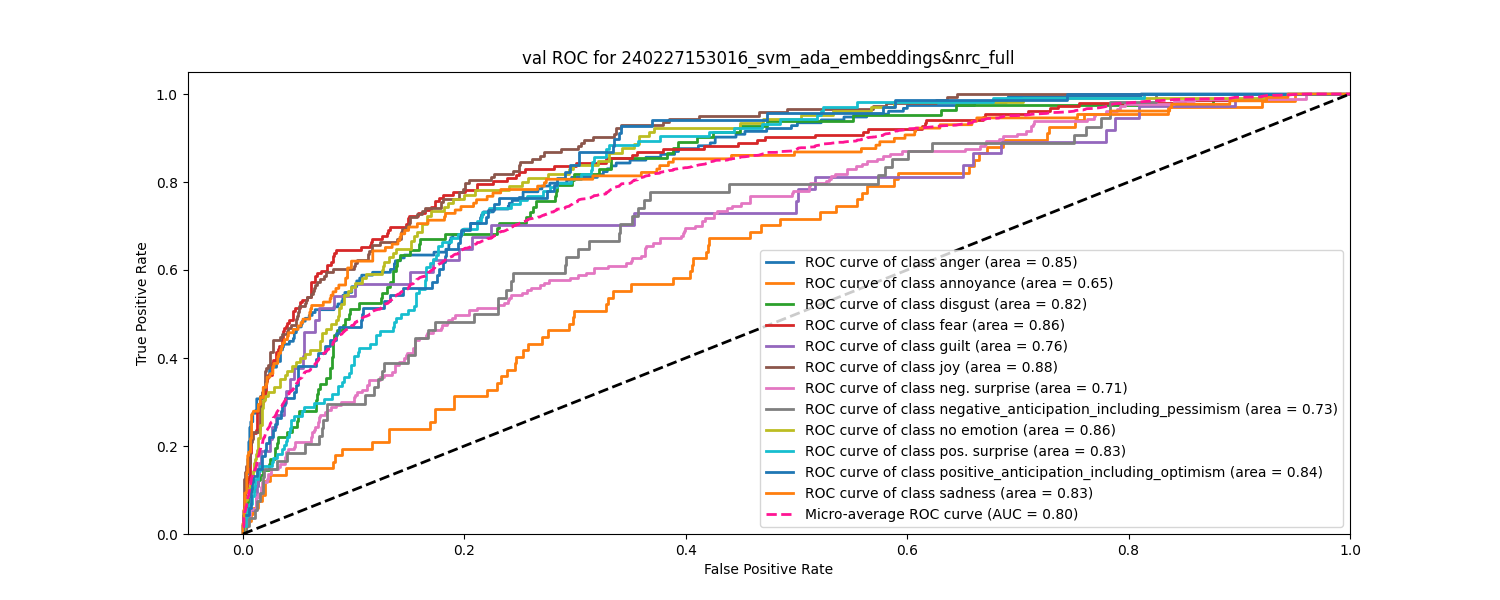 val ROC for 240227153016_svm_ada_embeddings&nrc_full
True Positive Rate
1.0
0.8
0.6
0.4
0.2
0.0
ROC curve of class anger (area = 0.85)
ROC curve of class annoyance (area = 0.65)
ROC curve of class disgust (area = 0.82)
ROC curve of class fear (area = 0.86)
ROC curve of class guilt (area = 0.76)
ROC curve of class joy (area = 0.88)
ROC curve of class neg. surprise (area = 0.71)
ROC curve of class negative_anticipation_including_pessimism (area = 0.73)
ROC curve of class no emotion (area = 0.86)
ROC curve of class pos. surprise (area = 0.83)
ROC curve of class positive_anticipation_including_optimism (area = 0.84)
ROC curve of class sadness (area = 0.83)
Micro-average ROC curve (AUC = 0.80)
0.0 0.2 0.4 0.6 0.8 1.0
False Positive Rate